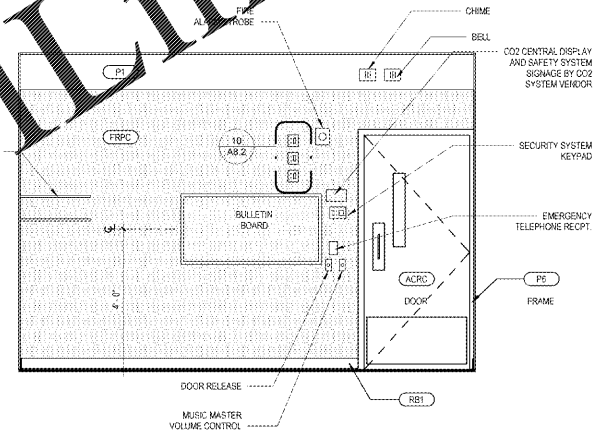 FIRE
ALARM STROBE
CHIME
BELL
CO2 CENTRAL DISPLAY
AND SAFETY SYSTEM
SIGNAGE BY CO2
SYSTEM VENDOR
P1
FRPC
10
A8.2
SECURITY SYSTEM
KEYPAD
BULLETIN
BOARD
EMERGENCY
TELEPHONE RECPT.
4'-0"
ACRC
DOOR
P6
FRAME
DOOR RELEASE
RB1
MUSIC MASTER
VOLUME CONTROL